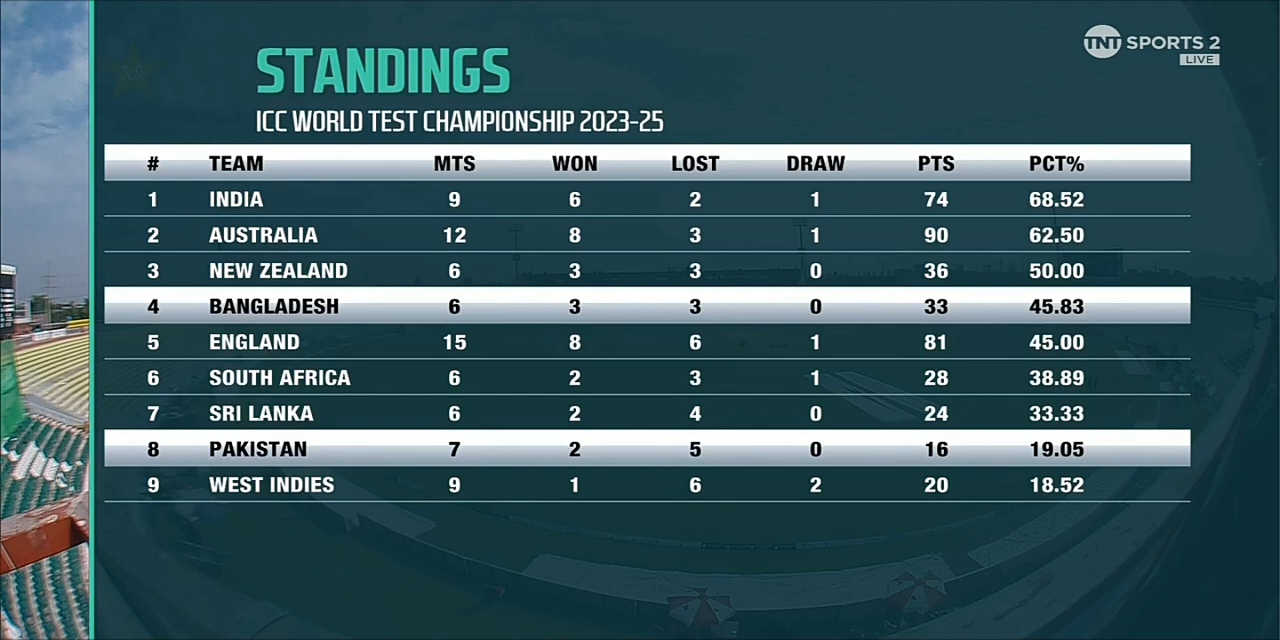 TNT SPORTS 2
LIVE
STANDINGS
ICC WORLD TEST CHAMPIONSHIP 2023-25
# TEAM MTS WON LOST DRAW PTS PCT%
1 INDIA 9 6 2 1 74 68.52
2 AUSTRALIA 12 8 3 1 90 62.50
3 NEW ZEALAND 6 3 3 0 36 50.00
4 BANGLADESH 6 3 3 0 33 45.83
5 ENGLAND 15 8 6 1 81 45.00
6 SOUTH AFRICA 6 2 3 1 28 38.89
7 SRI LANKA 6 2 4 0 24 33.33
8 PAKISTAN 7 2 5 0 16 19.05
9 WEST INDIES 9 1 6 2 20 18.52